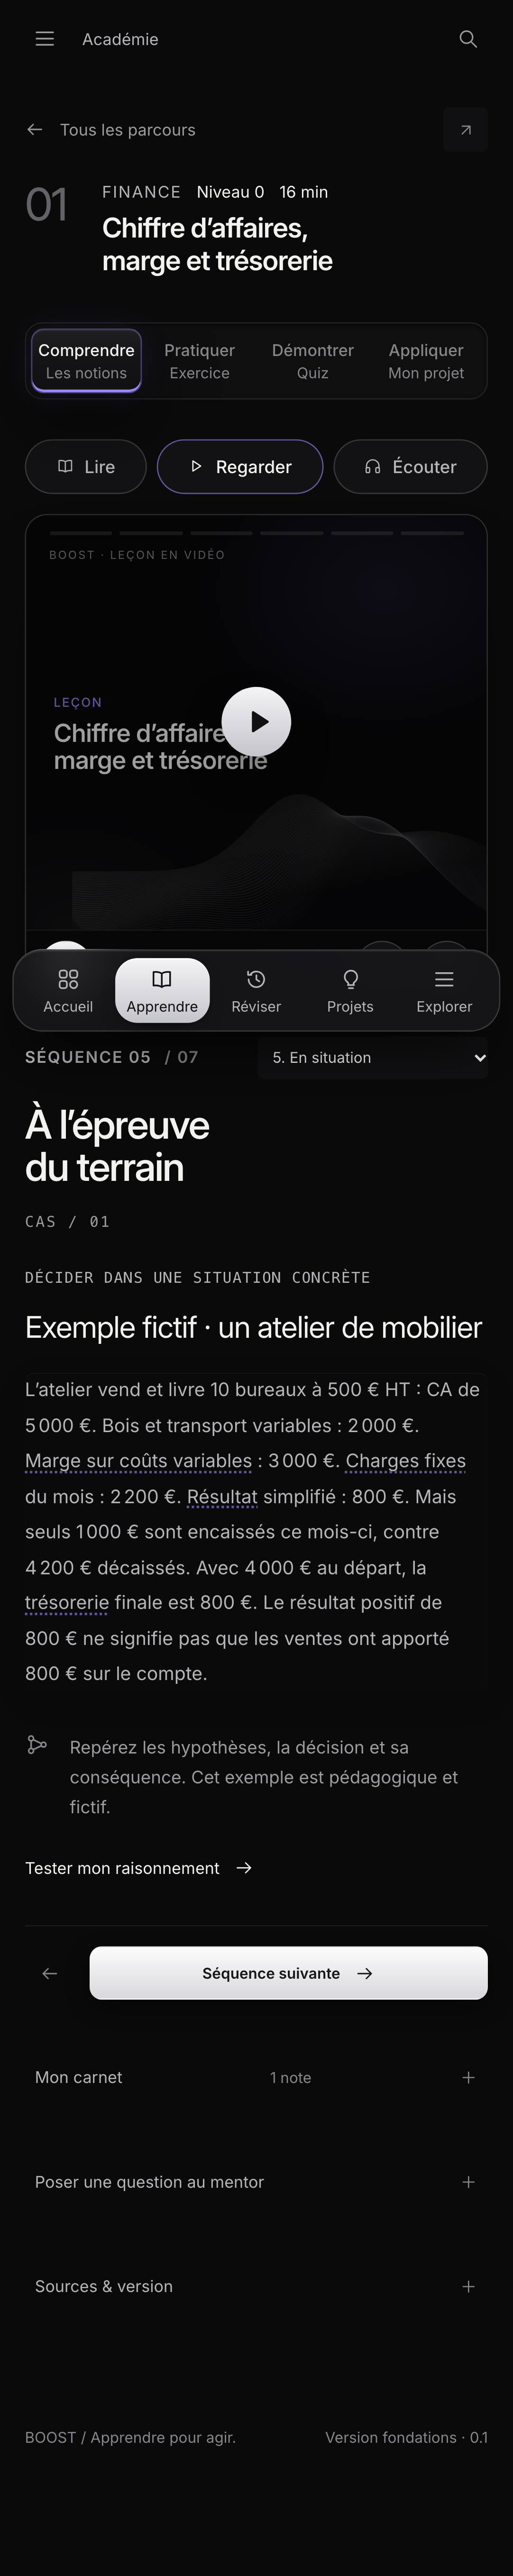 Académie
Tous les parcours
01
FINANCE Niveau 0 16 min
Chiffre d’affaires,
marge et trésorerie
Comprendre
Les notions
Pratiquer
Exercice
Démontrer
Quiz
Appliquer
Mon projet
Lire
Regarder
Écouter
BOOST · LEÇON EN VIDÉO
LEÇON
Chiffre d’affaire
marge et trésorerie
Accueil
Apprendre
Réviser
Projets
Explorer
SÉQUENCE 05 / 07
5. En situation
À l’épreuve
du terrain
CAS / 01
DÉCIDER DANS UNE SITUATION CONCRÈTE
Exemple fictif · un atelier de mobilier
L’atelier vend et livre 10 bureaux à 500 € HT : CA de
5 000 €. Bois et transport variables : 2 000 €.
Marge sur coûts variables : 3 000 €. Charges fixes
du mois : 2 200 €. Résultat simplifié : 800 €. Mais
seuls 1 000 € sont encaissés ce mois-ci, contre
4 200 € décaissés. Avec 4 000 € au départ, la
trésorerie finale est 800 €. Le résultat positif de
800 € ne signifie pas que les ventes ont apporté
800 € sur le compte.
Repérez les hypothèses, la décision et sa
conséquence. Cet exemple est pédagogique et
fictif.
Tester mon raisonnement
Séquence suivante
Mon carnet
1 note
Poser une question au mentor
Sources & version
BOOST / Apprendre pour agir.
Version fondations · 0.1